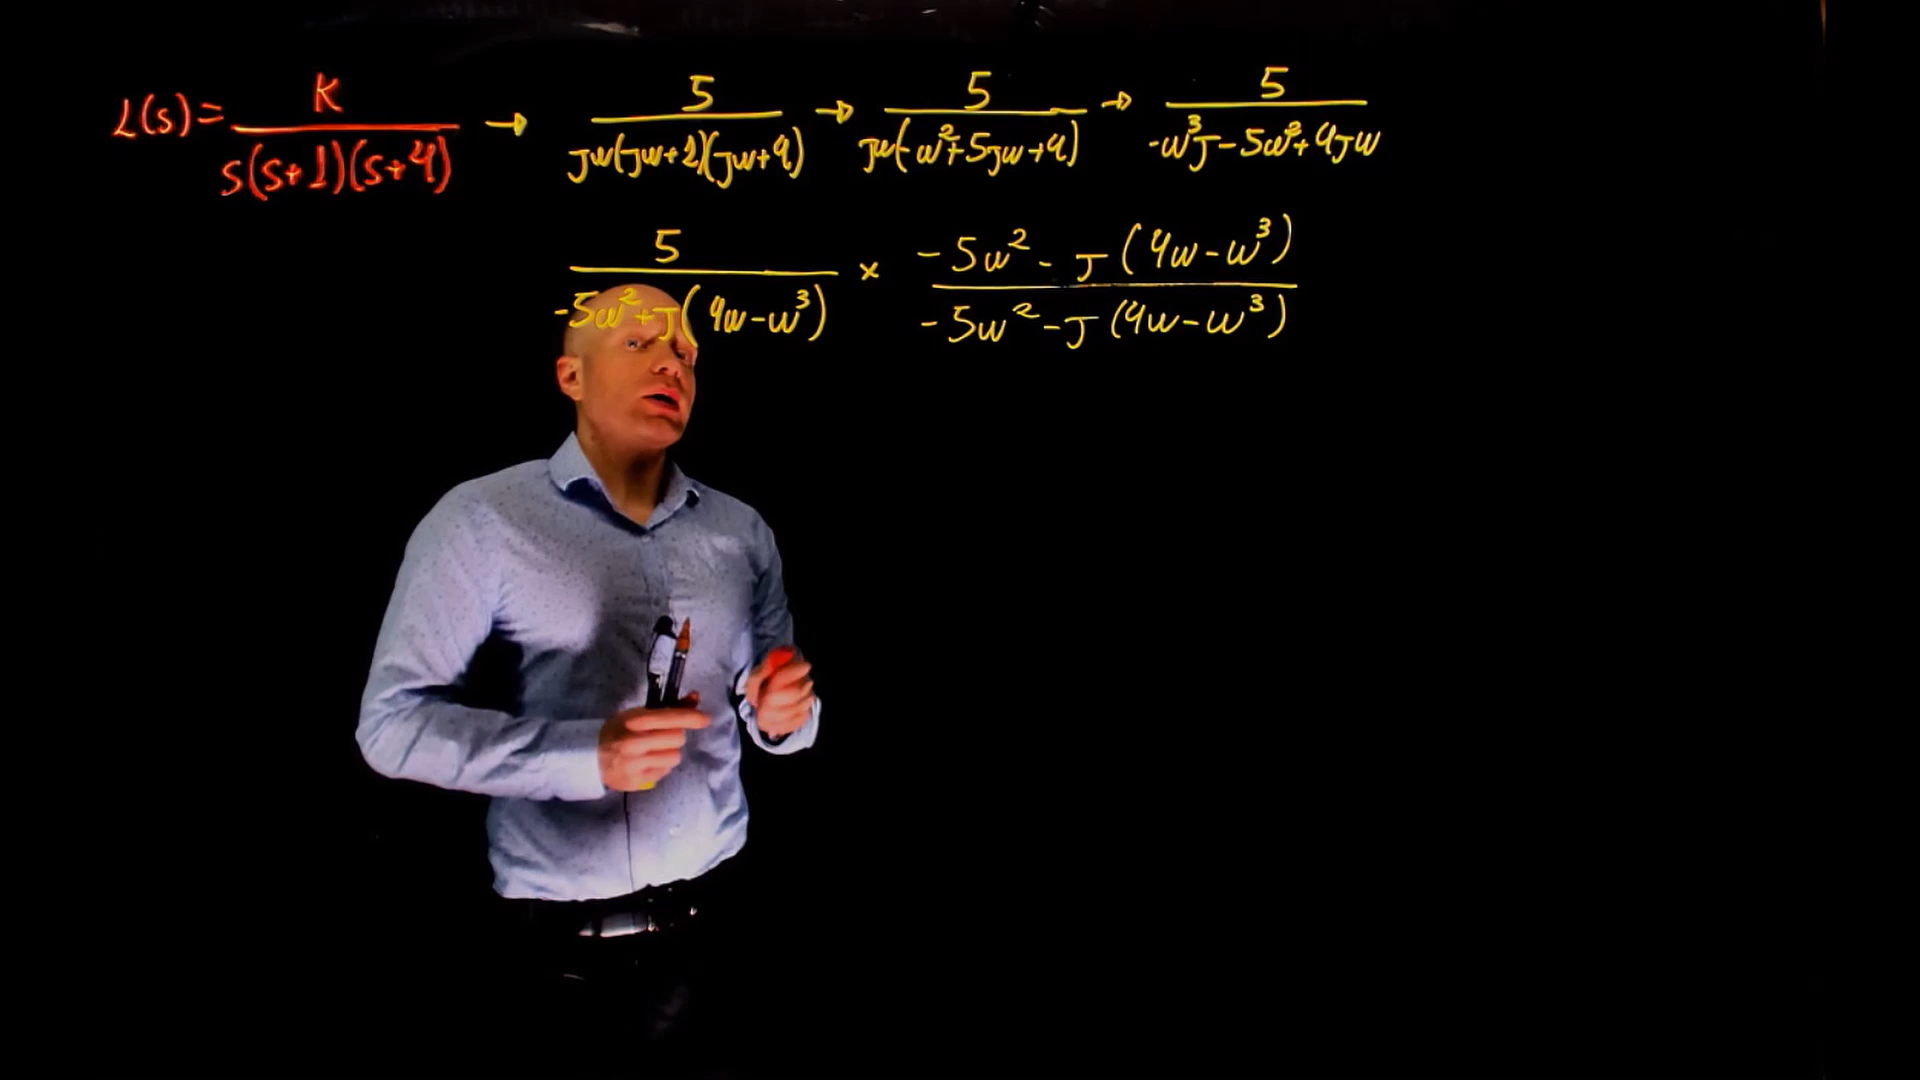 L(s) = K / s(s+1)(s+4) → 5 / jw(jw+1)(jw+4) → 5 / jw(-w²+5jw+4) → 5 / -w³j-5w²+4jw
5 / -5w²+j(4w-w³) × -5w²-j(4w-w³) / -5w²-j(4w-w³)